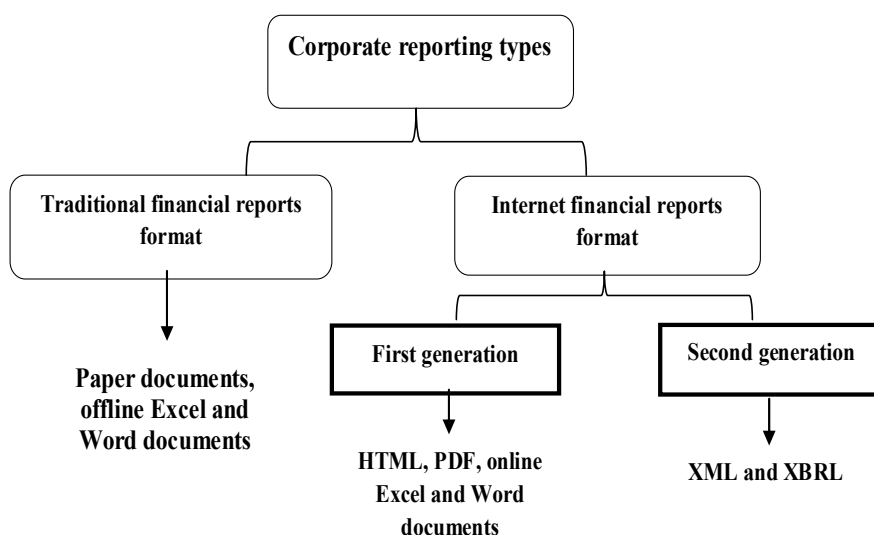 Corporate reporting types
Traditional financial reports
format
Internet financial reports
format
First generation
Second generation
Paper documents,
offline Excel and
Word documents
HTML, PDF, online
Excel and Word
documents
XML and XBRL